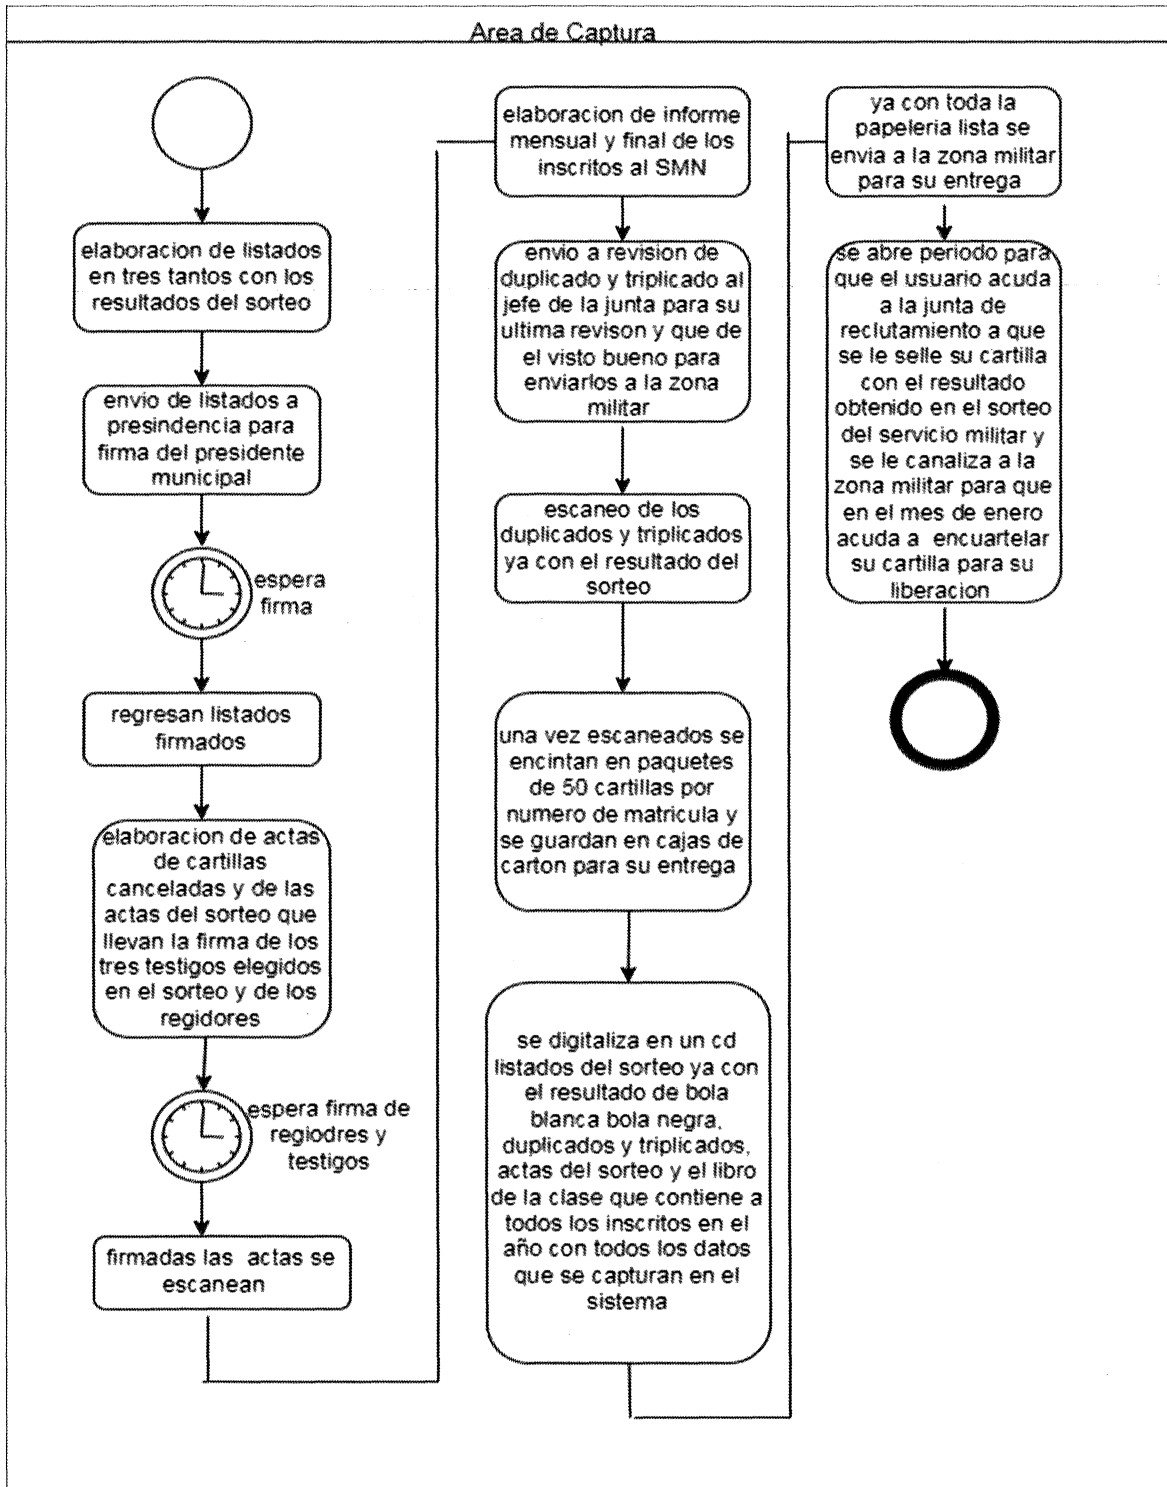 Area de Captura
elaboracion de listados
en tres tantos con los
resultados del sorteo
envio de listados a
presindencia para
firma del presidente
municipal
espera
firma
regresan listados
firmados
elaboracion de actas
de cartillas
canceladas y de las
actas del sorteo que
llevan la firma de los
tres testigos elegidos
en el sorteo y de los
regidores
espera firma de
regiodres y
testigos
firmadas las actas se
escanean
elaboracion de informe
mensual y final de los
inscritos al SMN
envio a revision de
duplicado y triplicado al
jefe de la junta para su
ultima revison y que de
el visto bueno para
enviarlos a la zona
militar
escaneo de los
duplicados y triplicados
ya con el resultado del
sorteo
una vez escaneados se
encintan en paquetes
de 50 cartillas por
numero de matricula y
se guardan en cajas de
carton para su entrega
se digitaliza en un cd
listados del sorteo ya con
el resultado de bola
blanca bola negra,
duplicados y triplicados,
actas del sorteo y el libro
de la clase que contiene a
todos los inscritos en el
año con todos los datos
que se capturan en el
sistema
ya con toda la
papeleria lista se
envia a la zona militar
para su entrega
se abre periodo para
que el usuario acuda
a la junta de
reclutamiento a que
se le selle su cartilla
con el resultado
obtenido en el sorteo
del servicio militar y
se le canaliza a la
zona militar para que
en el mes de enero
acuda a encuartelar
su cartilla para su
liberacion